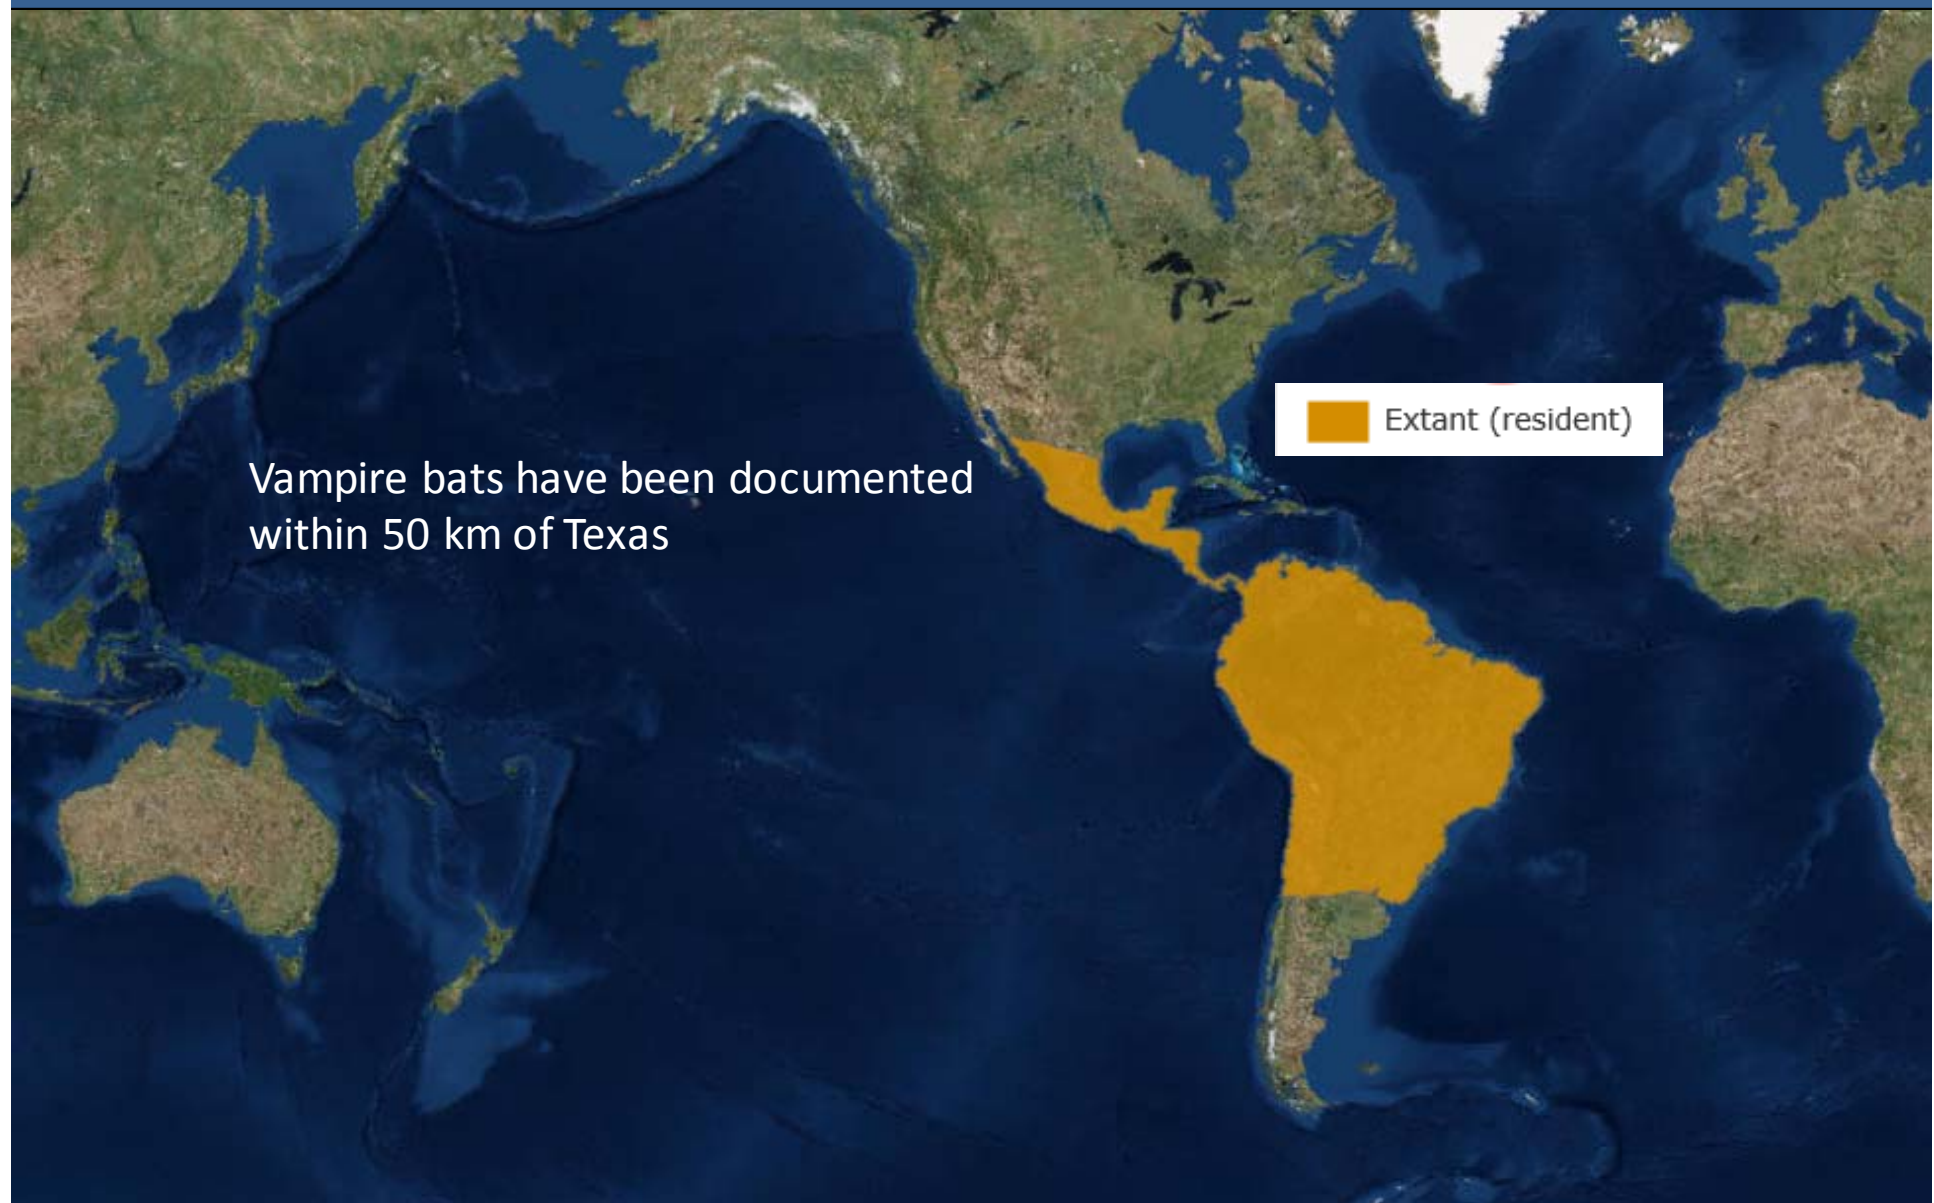 Extant (resident)
Vampire bats have been documented
within 50 km of Texas